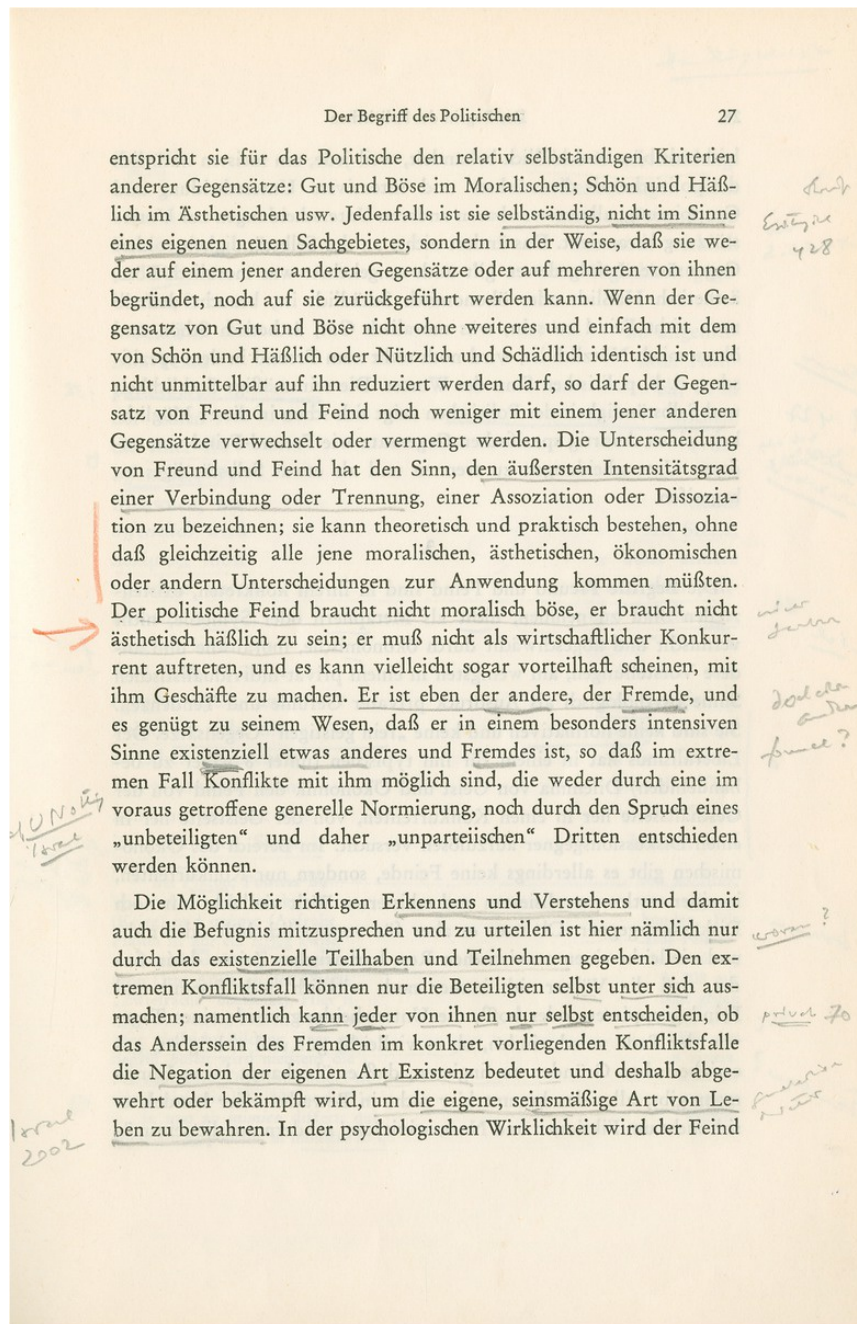 Der Begriff des Politischen 27
entspricht sie für das Politische den relativ selbständigen Kriterien
anderer Gegensätze: Gut und Böse im Moralischen; Schön und Häß-
lich im Ästhetischen usw. Jedenfalls ist sie selbständig, nicht im Sinne
eines eigenen neuen Sachgebietes, sondern in der Weise, daß sie we-
der auf einem jener anderen Gegensätze oder auf mehreren von ihnen
begründet, noch auf sie zurückgeführt werden kann. Wenn der Ge-
gensatz von Gut und Böse nicht ohne weiteres und einfach mit dem
von Schön und Häßlich oder Nützlich und Schädlich identisch ist und
nicht unmittelbar auf ihn reduziert werden darf, so darf der Gegen-
satz von Freund und Feind noch weniger mit einem jener anderen
Gegensätze verwechselt oder vermengt werden. Die Unterscheidung
von Freund und Feind hat den Sinn, den äußersten Intensitätsgrad
einer Verbindung oder Trennung, einer Assoziation oder Dissozia-
tion zu bezeichnen; sie kann theoretisch und praktisch bestehen, ohne
daß gleichzeitig alle jene moralischen, ästhetischen, ökonomischen
oder andern Unterscheidungen zur Anwendung kommen müßten.
Der politische Feind braucht nicht moralisch böse, er braucht nicht
ästhetisch häßlich zu sein; er muß nicht als wirtschaftlicher Konkur-
rent auftreten, und es kann vielleicht sogar vorteilhaft scheinen, mit
ihm Geschäfte zu machen. Er ist eben der andere, der Fremde, und
es genügt zu seinem Wesen, daß er in einem besonders intensiven
Sinne existenziell etwas anderes und Fremdes ist, so daß im extre-
men Fall Konflikte mit ihm möglich sind, die weder durch eine im
voraus getroffene generelle Normierung, noch durch den Spruch eines
„unbeteiligten“ und daher „unparteiischen“ Dritten entschieden
werden können.
Die Möglichkeit richtigen Erkennens und Verstehens und damit
auch die Befugnis mitzusprechen und zu urteilen ist hier nämlich nur
durch das existenzielle Teilhaben und Teilnehmen gegeben. Den ex-
tremen Konfliktsfall können nur die Beteiligten selbst unter sich aus-
machen; namentlich kann jeder von ihnen nur selbst entscheiden, ob
das Anderssein des Fremden im konkret vorliegenden Konfliktsfalle
die Negation der eigenen Art Existenz bedeutet und deshalb abge-
wehrt oder bekämpft wird, um die eigene, seinsmäßige Art von Le-
ben zu bewahren. In der psychologischen Wirklichkeit wird der Feind
428
UNO
Israel
privat 70
Israel
2002